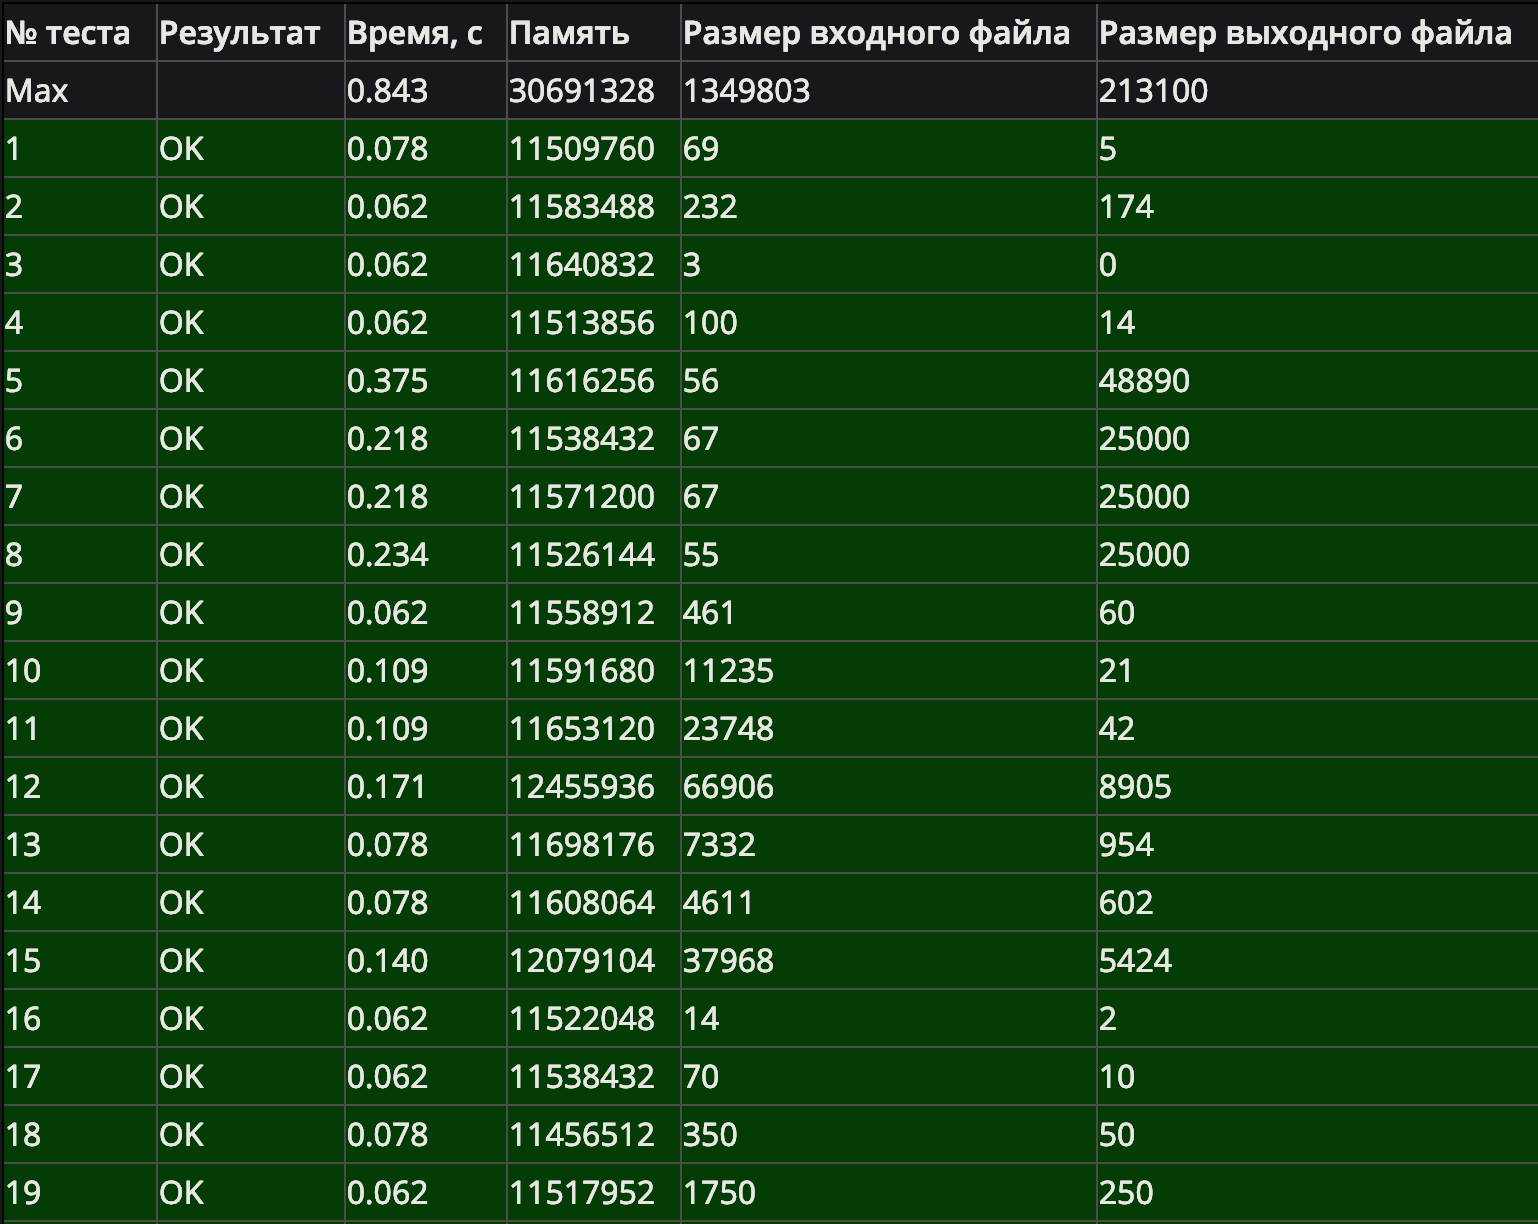 № теста Результат Время, с Память Размер входного файла Размер выходного файла
Max 0.843 30691328 1349803 213100
1 OK 0.078 11509760 69 5
2 OK 0.062 11583488 232 174
3 OK 0.062 11640832 3 0
4 OK 0.062 11513856 100 14
5 OK 0.375 11616256 56 48890
6 OK 0.218 11538432 67 25000
7 OK 0.218 11571200 67 25000
8 OK 0.234 11526144 55 25000
9 OK 0.062 11558912 461 60
10 OK 0.109 11591680 11235 21
11 OK 0.109 11653120 23748 42
12 OK 0.171 12455936 66906 8905
13 OK 0.078 11698176 7332 954
14 OK 0.078 11608064 4611 602
15 OK 0.140 12079104 37968 5424
16 OK 0.062 11522048 14 2
17 OK 0.062 11538432 70 10
18 OK 0.078 11456512 350 50
19 OK 0.062 11517952 1750 250